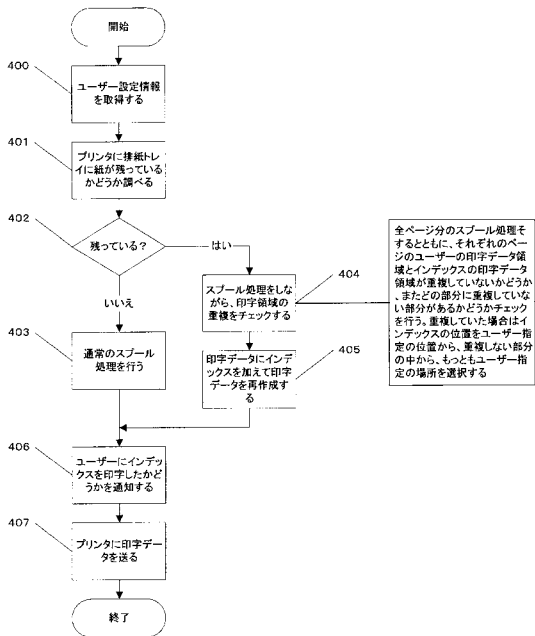 開始
400
ユーザー設定情報
を取得する
401
プリンタに排紙トレ
イに紙が残っている
かどうか調べる
402
残っている？
はい
いいえ
403
通常のスプール
処理を行う
スプール処理をしな
がら、印字領域の
重複をチェックする
404
印字データにインデ
ックスを加えて印字
データを再作成す
る
405
全ページ分のスプール処理そ
するとともに、それぞれのペー
ジのユーザーの印字データ領
域とインデックスの印字データ
領域が重複していないかどう
か、またどの部分に重複していな
い部分があるかどうかチェック
を行う。重複していた場合はイ
ンデックスの位置をユーザー指
定の位置から、重複しない部分
の中から、もっともユーザー指
定の場所を選択する
406
ユーザーにインデッ
クスを印字したかど
うかを通知する
407
プリンタに印字デー
タを送る
終了